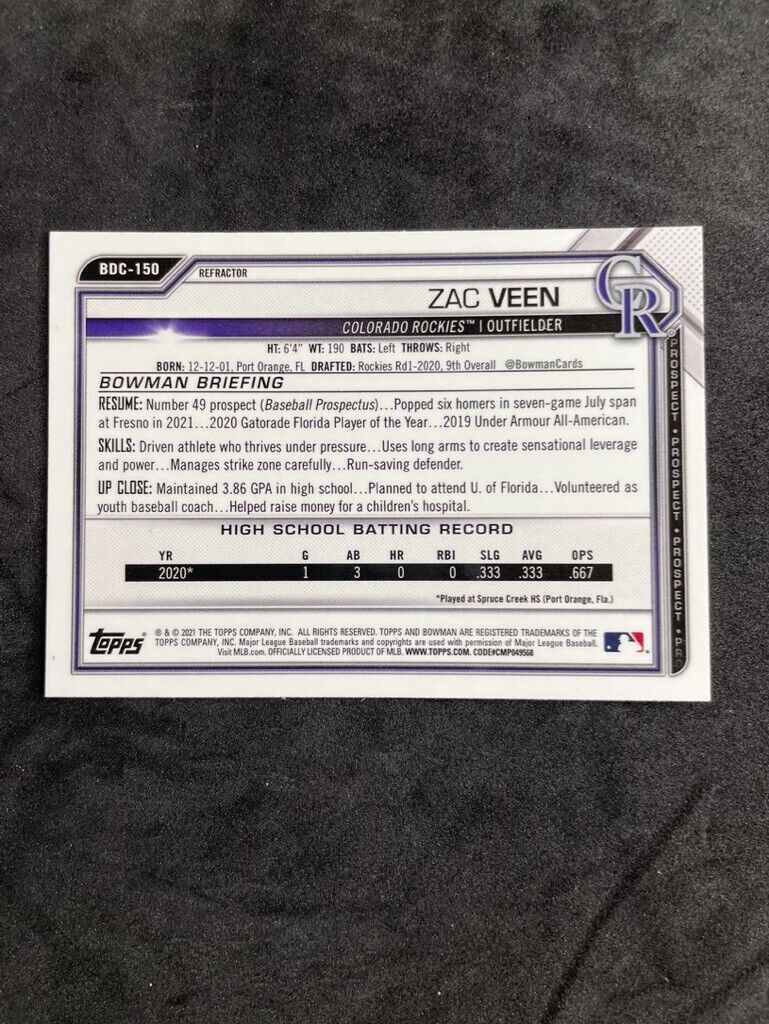 BDC-150
REFRACTOR
ZAC VEEN
CR
COLORADO ROCKIES™ | OUTFIELDER
HT: 6'4" WT: 190 BATS: Left THROWS: Right
BORN: 12-12-01, Port Orange, FL DRAFTED: Rockies Rd1-2020, 9th Overall @BowmanCards
BOWMAN BRIEFING
RESUME: Number 49 prospect (Baseball Prospectus)...Popped six homers in seven-game July span
at Fresno in 2021...2020 Gatorade Florida Player of the Year...2019 Under Armour All-American.
SKILLS: Driven athlete who thrives under pressure...Uses long arms to create sensational leverage
and power...Manages strike zone carefully...Run-saving defender.
UP CLOSE: Maintained 3.86 GPA in high school...Planned to attend U. of Florida...Volunteered as
youth baseball coach...Helped raise money for a children's hospital.
HIGH SCHOOL BATTING RECORD
YR G AB HR RBI SLG AVG OPS
2020* 1 3 0 0 .333 .333 .667
*Played at Spruce Creek HS (Port Orange, Fla.)
TOPPS®
® & © 2021 THE TOPPS COMPANY, INC. ALL RIGHTS RESERVED. TOPPS AND BOWMAN ARE REGISTERED TRADEMARKS OF THE
TOPPS COMPANY, INC. Major League Baseball trademarks and copyrights are used with permission of Major League Baseball.
Visit MLB.com. OFFICIALLY LICENSED PRODUCT OF MLB. WWW.TOPPS.COM. CODE#CMP049568
PROSPECT • PROSPECT • PROSPECT • PRO